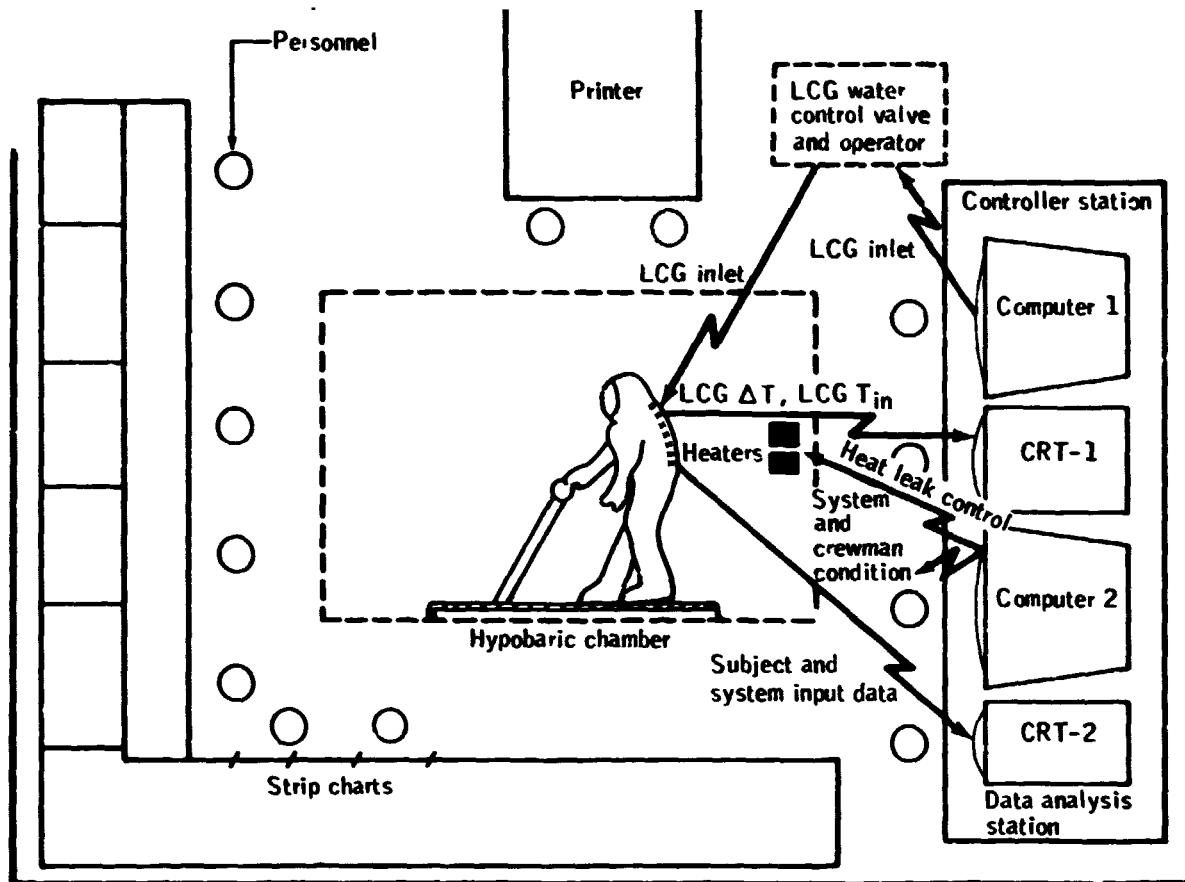 Personnel
Printer
LCG water
control valve
and operator
Controller station
LCG inlet
LCG inlet
Computer 1
LCG ΔT, LCG Tin
CRT-1
Heaters
Heat leak control
System
and
crewman
condition
Computer 2
Hypobaric chamber
Subject and
system input data
CRT-2
Strip charts
Data analysis
station